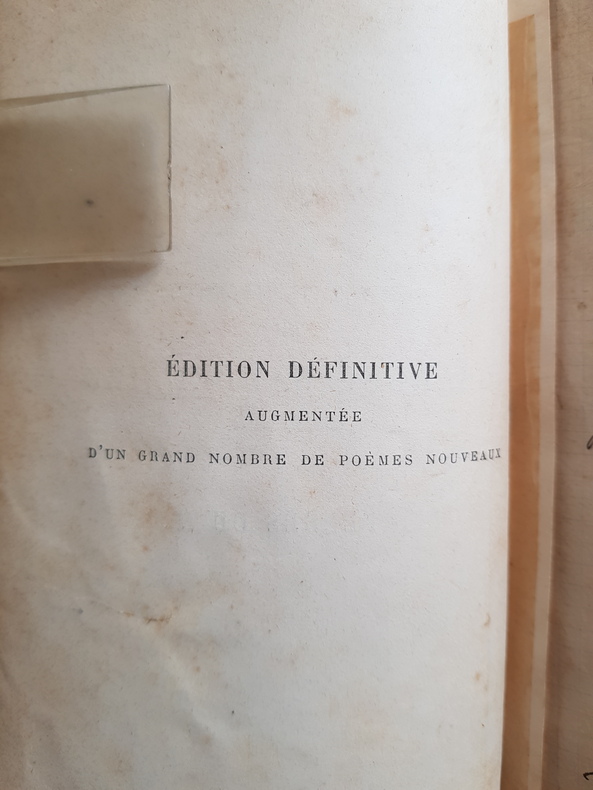 ÉDITION DÉFINITIVE
AUGMENTÉE
D'UN GRAND NOMBRE DE POÈMES NOUVEAUX